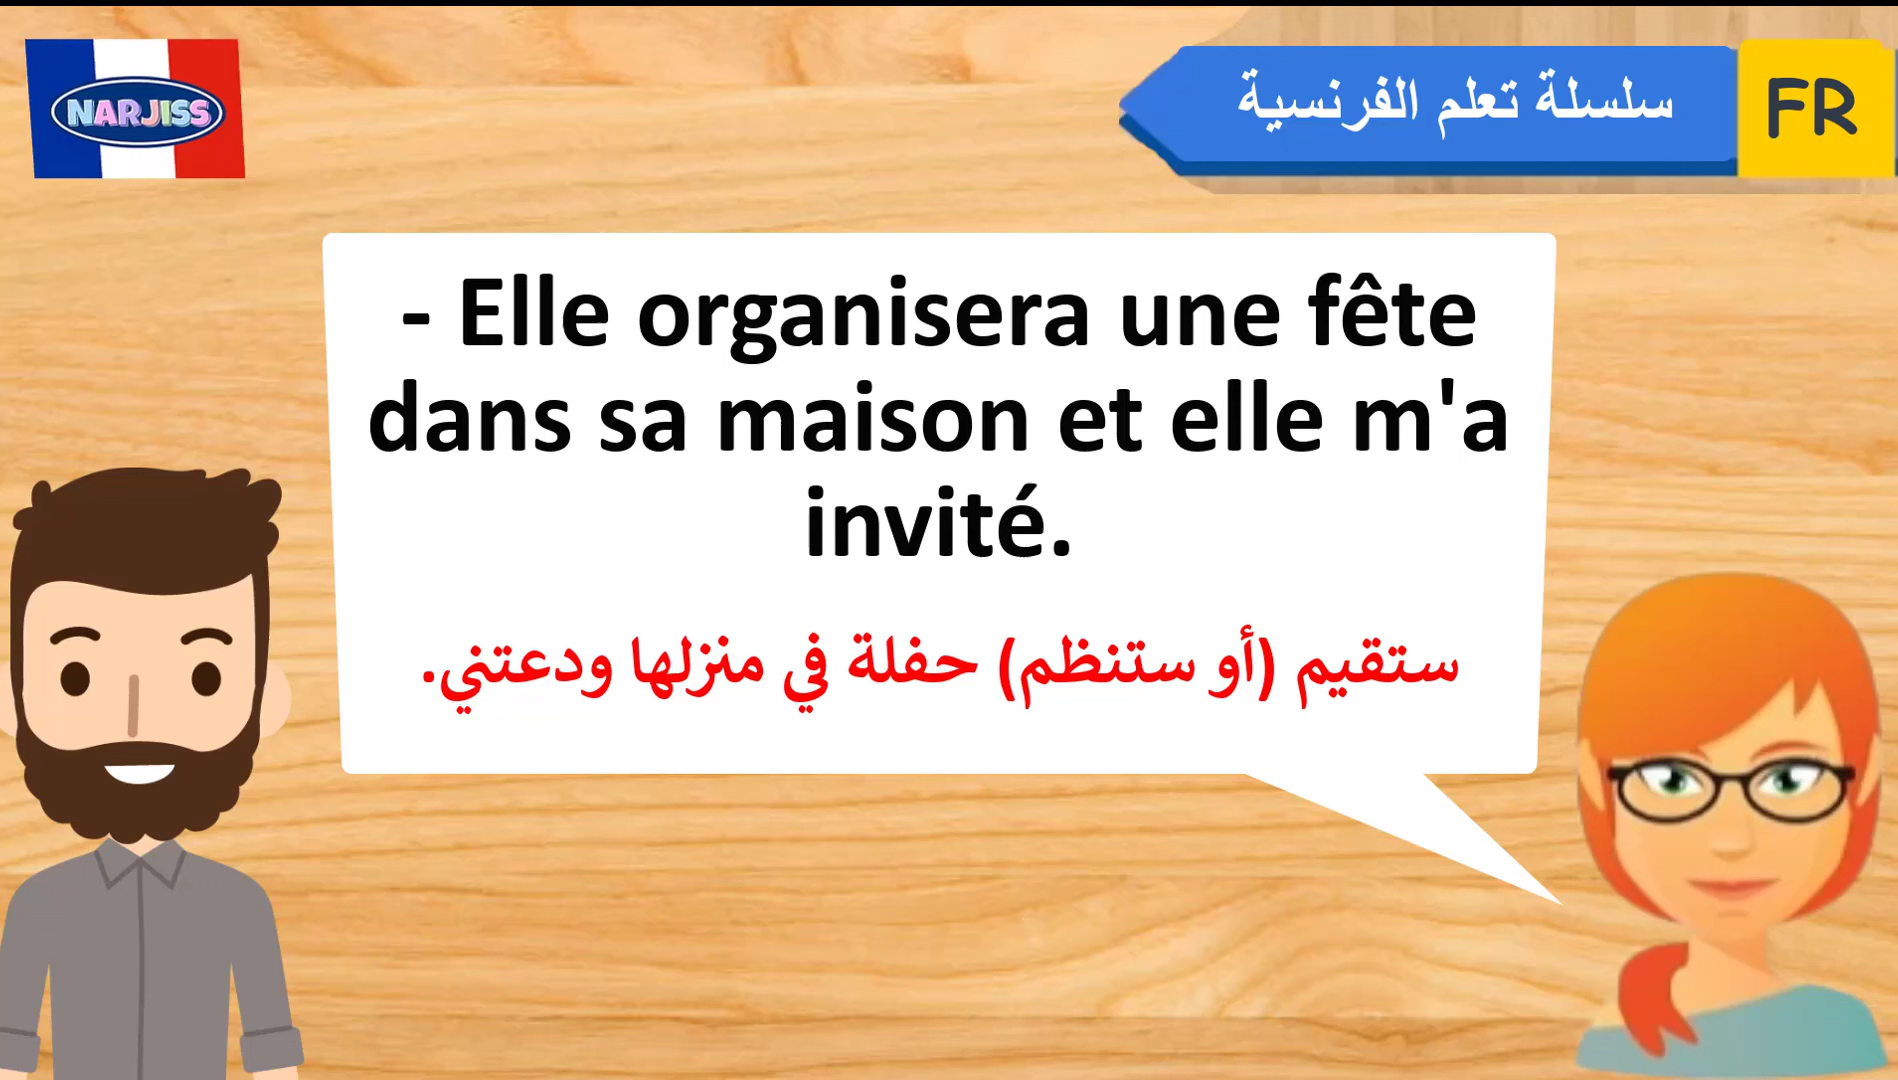 NARJISS
سلسلة تعلم الفرنسية
FR
- Elle organisera une fête
dans sa maison et elle m'a
invité.
ستقيم (أو ستنظم) حفلة في منزلها ودعتني.